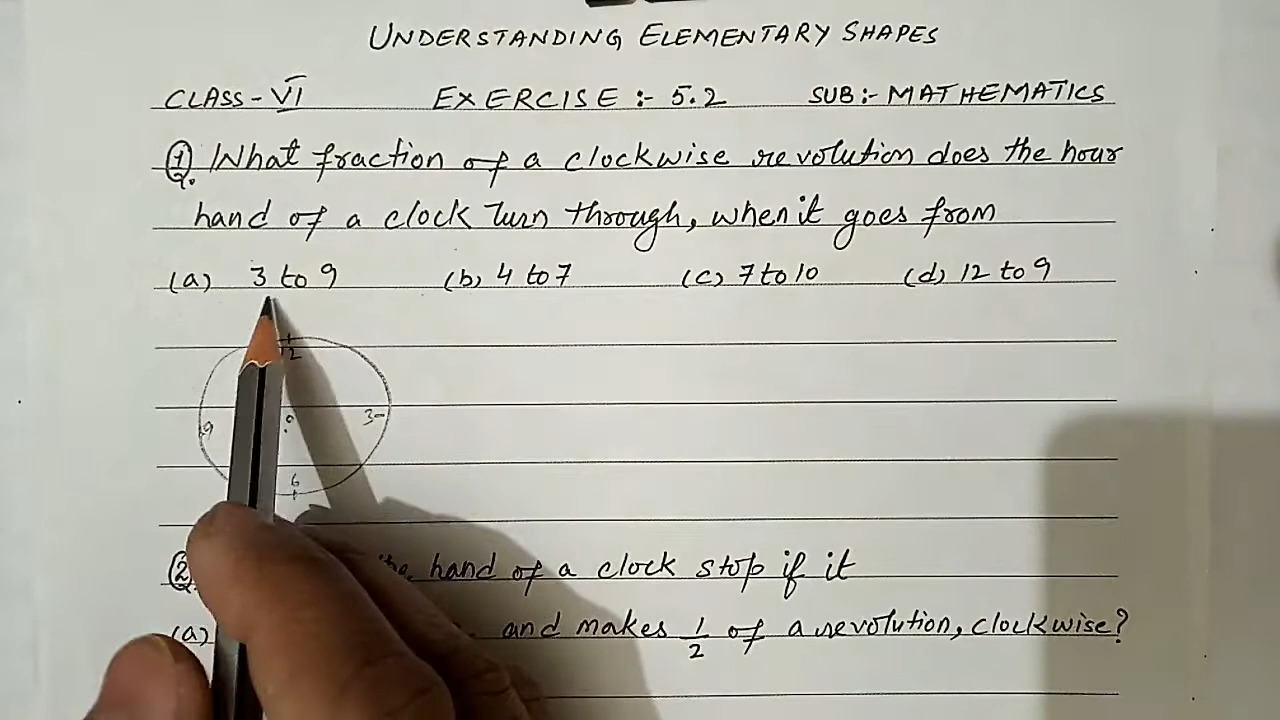 UNDERSTANDING ELEMENTARY SHAPES
CLASS - VI EXERCISE :- 5.2 SUB :- MATHEMATICS
Q1. What fraction of a clockwise revolution does the hour
hand of a clock turn through, when it goes from
(a) 3 to 9 (b) 4 to 7 (c) 7 to 10 (d) 12 to 9
12
9 3
6
Q2. hand of a clock stop if it
(a) and makes 1/2 of a revolution, clockwise?